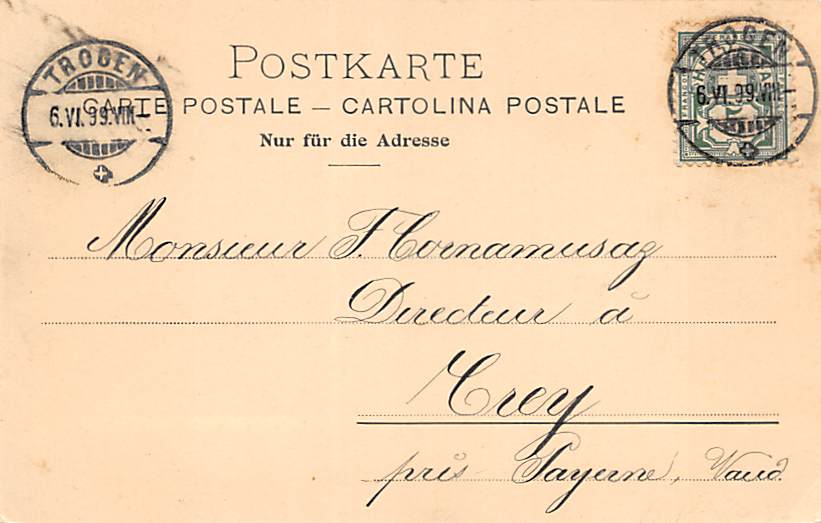 POSTKARTE
CARTE POSTALE — CARTOLINA POSTALE
Nur für die Adresse
TROGEN
6.VI.99.VIII—
TROGEN
6.VI.99.VIII—
Monsieur F. Cornamusaz
Directeur à
Trey
près Payerne, Vaud.